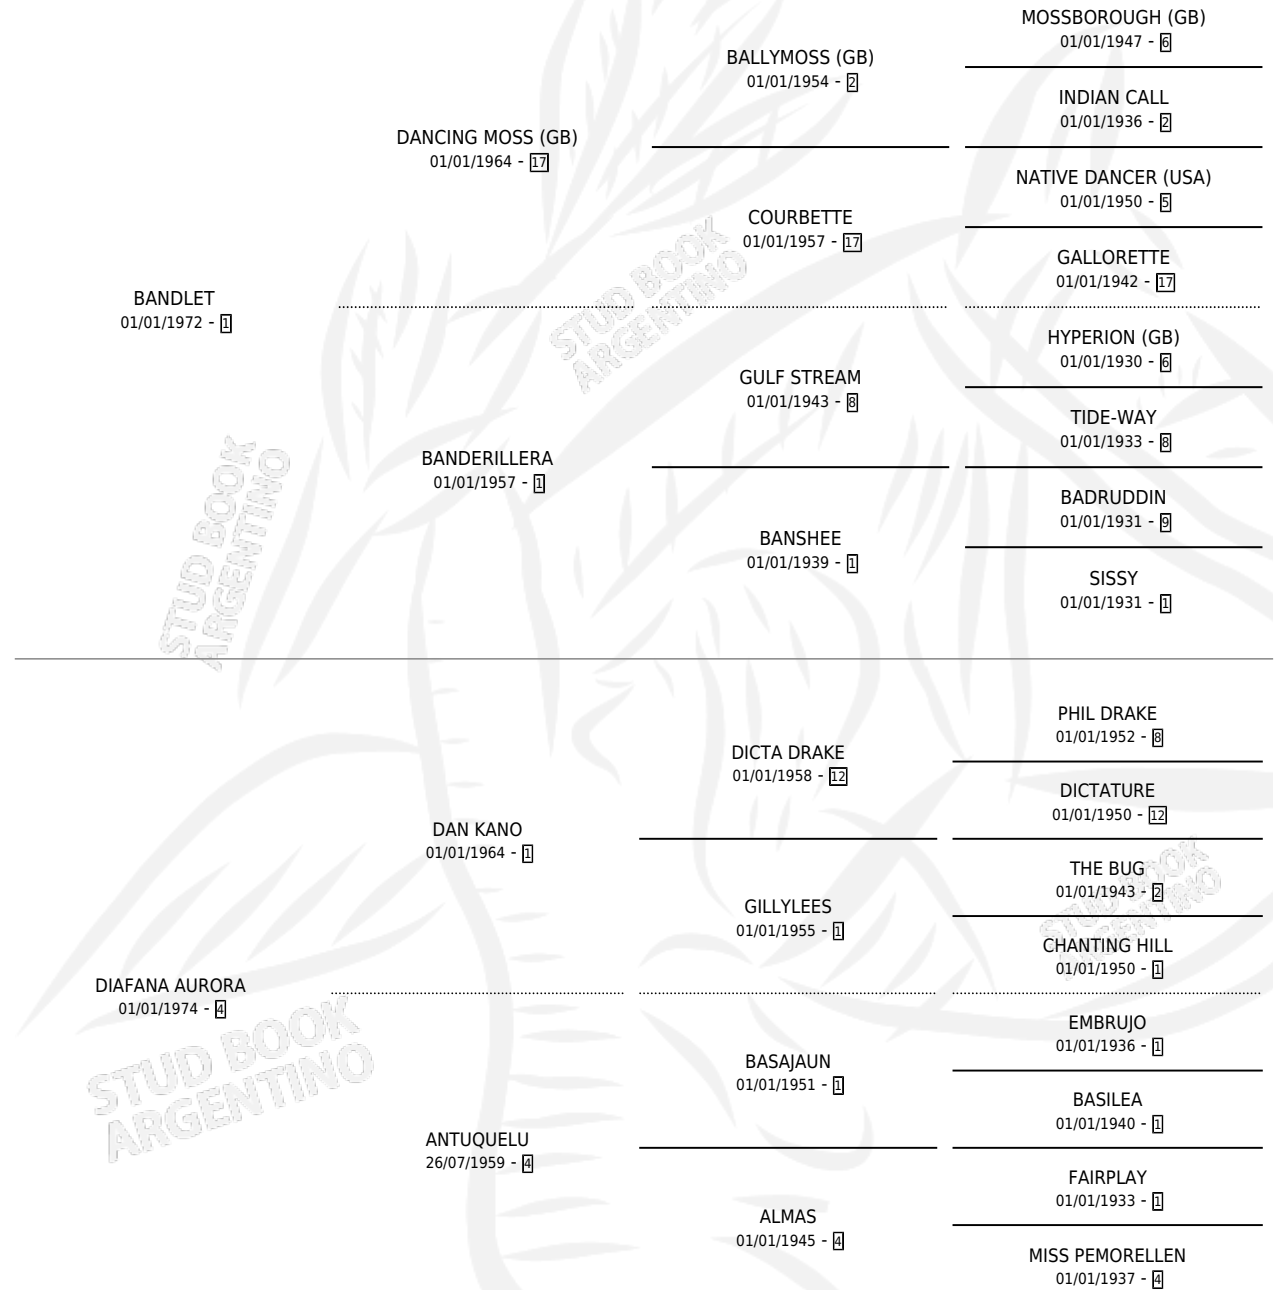 MOSSBOROUGH (GB)
01/01/1947 - 6
BALLYMOSS (GB)
01/01/1954 - 2
INDIAN CALL
01/01/1936 - 2
DANCING MOSS (GB)
01/01/1964 - 17
NATIVE DANCER (USA)
01/01/1950 - 5
COURBETTE
01/01/1957 - 17
GALLORETTE
01/01/1942 - 17
BANDLET
01/01/1972 - 1
HYPERION (GB)
01/01/1930 - 6
GULF STREAM
01/01/1943 - 8
TIDE-WAY
01/01/1933 - 8
BANDERILLERA
01/01/1957 - 1
BADRUDDIN
01/01/1931 - 9
BANSHEE
01/01/1939 - 1
SISSY
01/01/1931 - 1
PHIL DRAKE
01/01/1952 - 8
DICTA DRAKE
01/01/1958 - 12
DICTATURE
01/01/1950 - 12
DAN KANO
01/01/1964 - 1
THE BUG
01/01/1943 - 2
GILLYLEES
01/01/1955 - 1
CHANTING HILL
01/01/1950 - 1
DIAFANA AURORA
01/01/1974 - 4
EMBRUJO
01/01/1936 - 1
BASAJAUN
01/01/1951 - 1
BASILEA
01/01/1940 - 1
ANTUQUELU
26/07/1959 - 4
FAIRPLAY
01/01/1933 - 1
ALMAS
01/01/1945 - 4
MISS PEMORELLEN
01/01/1937 - 4
STUD BOOK
ARGENTINO
STUD BOOK
ARGENTINO
STUD BOOK
ARGENTINO
STUD BOOK
ARGENTINO